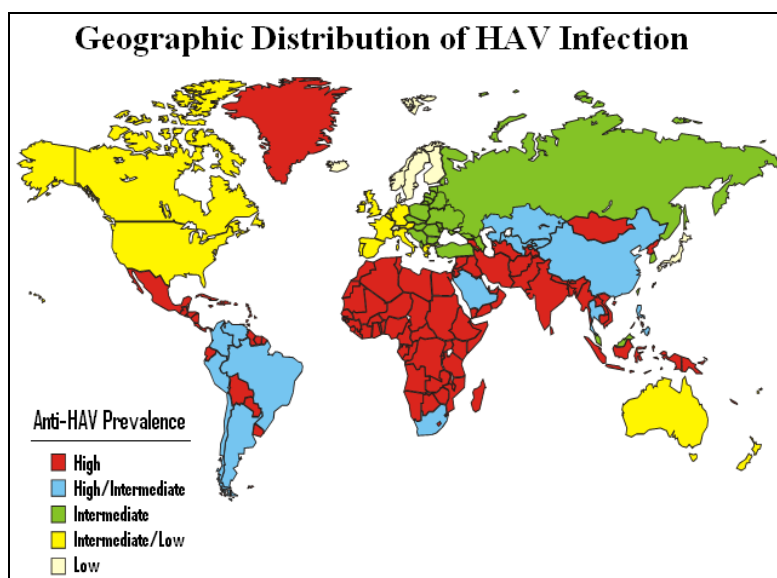 Geographic Distribution of HAV Infection
Anti-HAV Prevalence
High
High/Intermediate
Intermediate
Intermediate/Low
Low